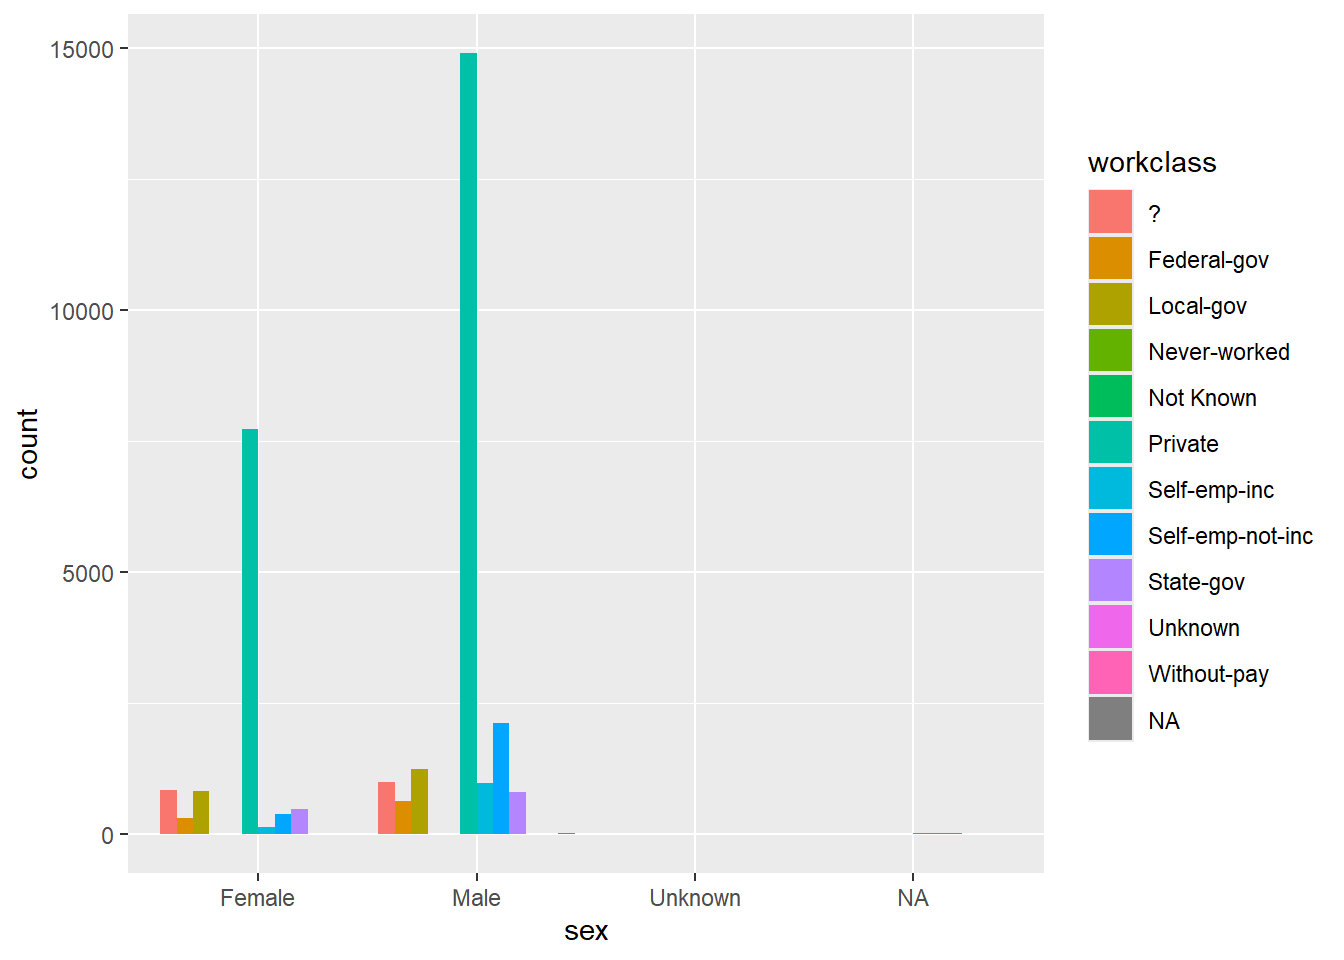 15000
10000
5000
0
count
Female
Male
Unknown
NA
sex
workclass
?
Federal-gov
Local-gov
Never-worked
Not Known
Private
Self-emp-inc
Self-emp-not-inc
State-gov
Unknown
Without-pay
NA